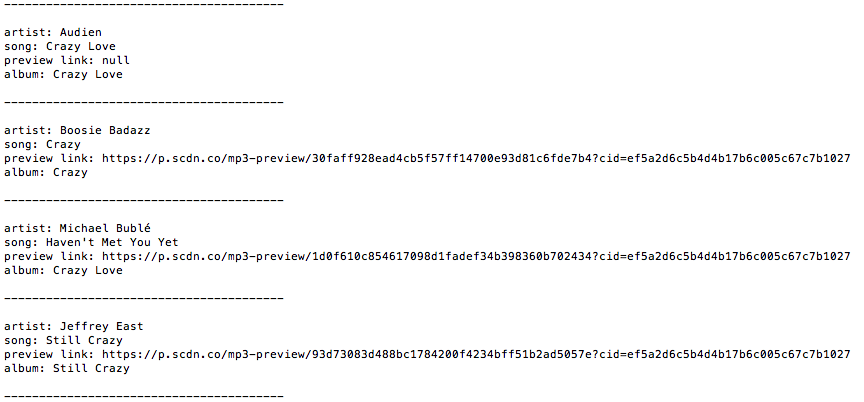 ----------------------------------------
artist: Audien
song: Crazy Love
preview link: null
album: Crazy Love
----------------------------------------
artist: Boosie Badazz
song: Crazy
preview link: https://p.scdn.co/mp3-preview/30faff928ead4cb5f57ff14700e93d81c6fde7b4?cid=ef5a2d6c5b4d4b17b6c005c67c7b1027
album: Crazy
----------------------------------------
artist: Michael Bublé
song: Haven't Met You Yet
preview link: https://p.scdn.co/mp3-preview/1d0f610c854617098d1fadef34b398360b702434?cid=ef5a2d6c5b4d4b17b6c005c67c7b1027
album: Crazy Love
----------------------------------------
artist: Jeffrey East
song: Still Crazy
preview link: https://p.scdn.co/mp3-preview/93d73083d488bc1784200f4234bff51b2ad5057e?cid=ef5a2d6c5b4d4b17b6c005c67c7b1027
album: Still Crazy
----------------------------------------